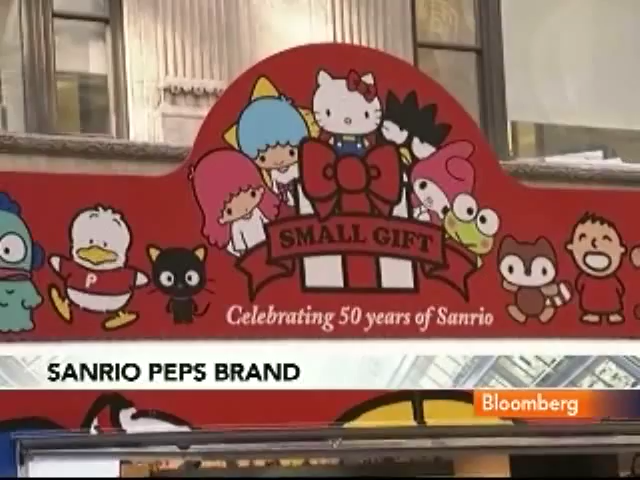 SMALL GIFT
Celebrating 50 years of Sanrio
P
SANRIO PEPS BRAND
Bloomberg